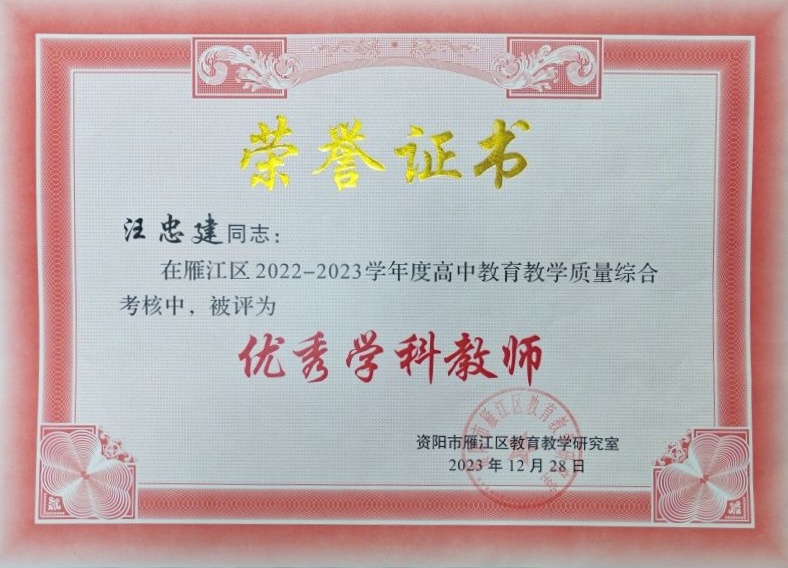 荣誉证书
汪忠建同志：
在雁江区2022-2023学年度高中教育教学质量综合
考核中，被评为
优秀学科教师
资阳市雁江区教育教学研究室
2023年12月28日